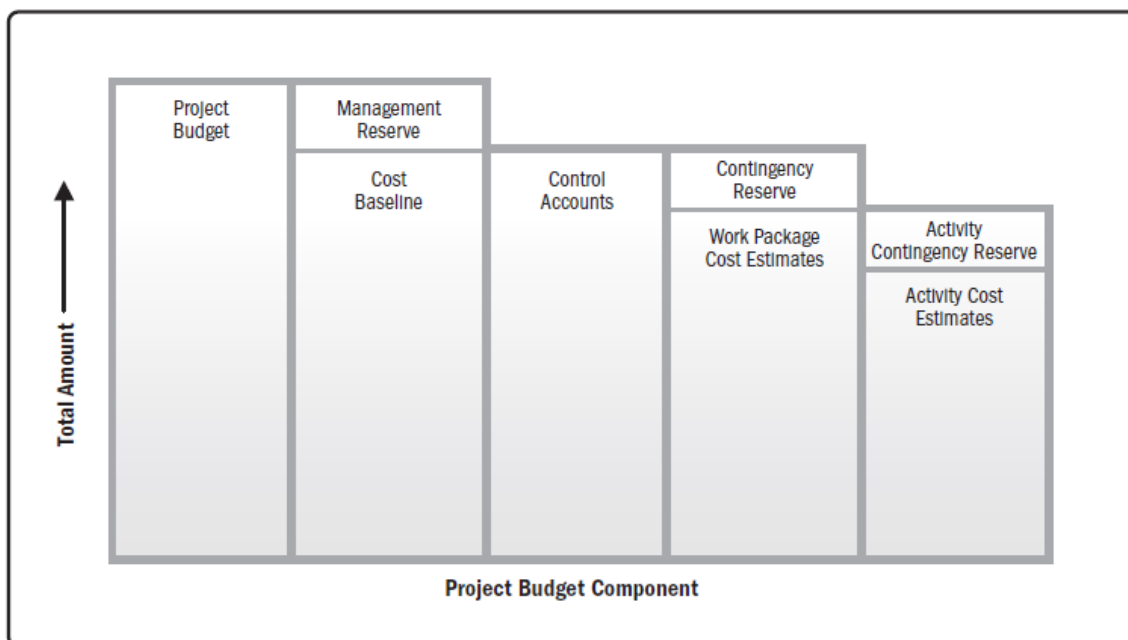 Project
Budget
Management
Reserve
Cost
Baseline
Control
Accounts
Contingency
Reserve
Work Package
Cost Estimates
Activity
Contingency Reserve
Activity Cost
Estimates
Total Amount
Project Budget Component